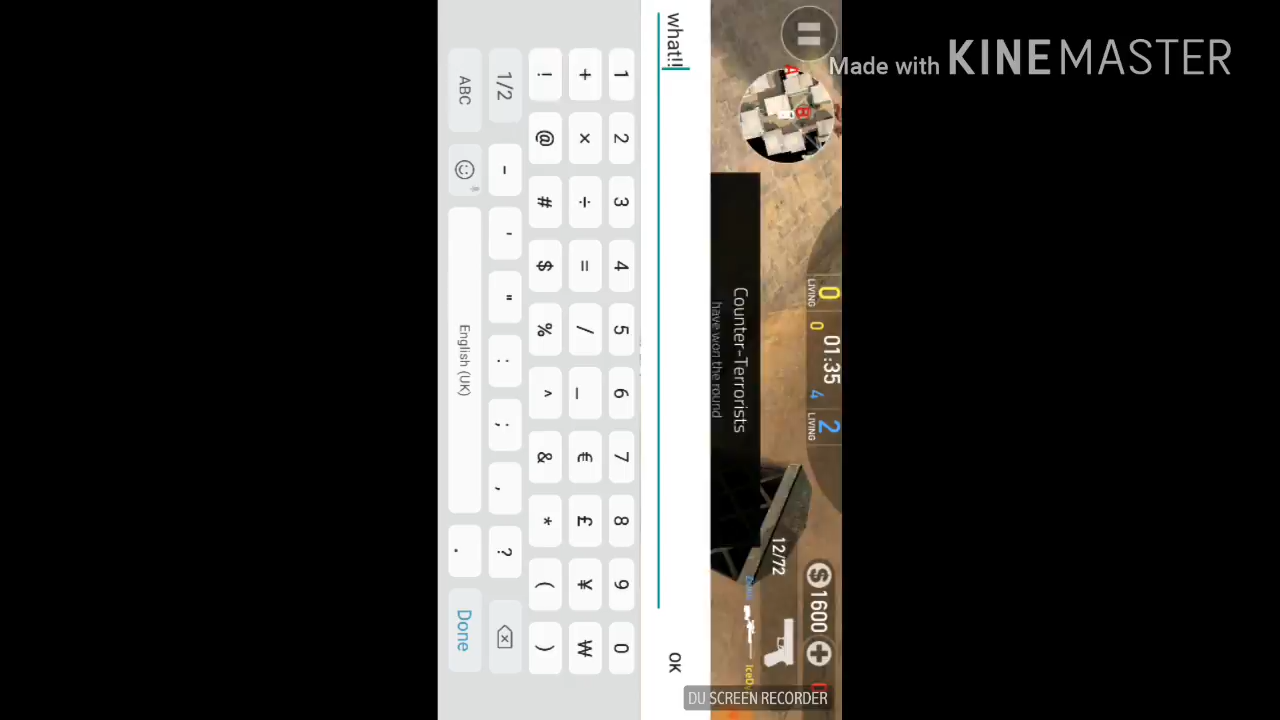 Made with KINEMASTER
0
LIVING
0
01:35
4
2
LIVING
$1600
0
A
B
12/72
Counter-Terrorists
have won the round
what!!
OK
1 2 3 4 5 6 7 8 9 0
+ × ÷ = / _ € £ ¥ ₩
! @ # $ % ^ & * ( )
1/2 - ' " : ; , ?
ABC English (UK) . Done
DU SCREEN RECORDER